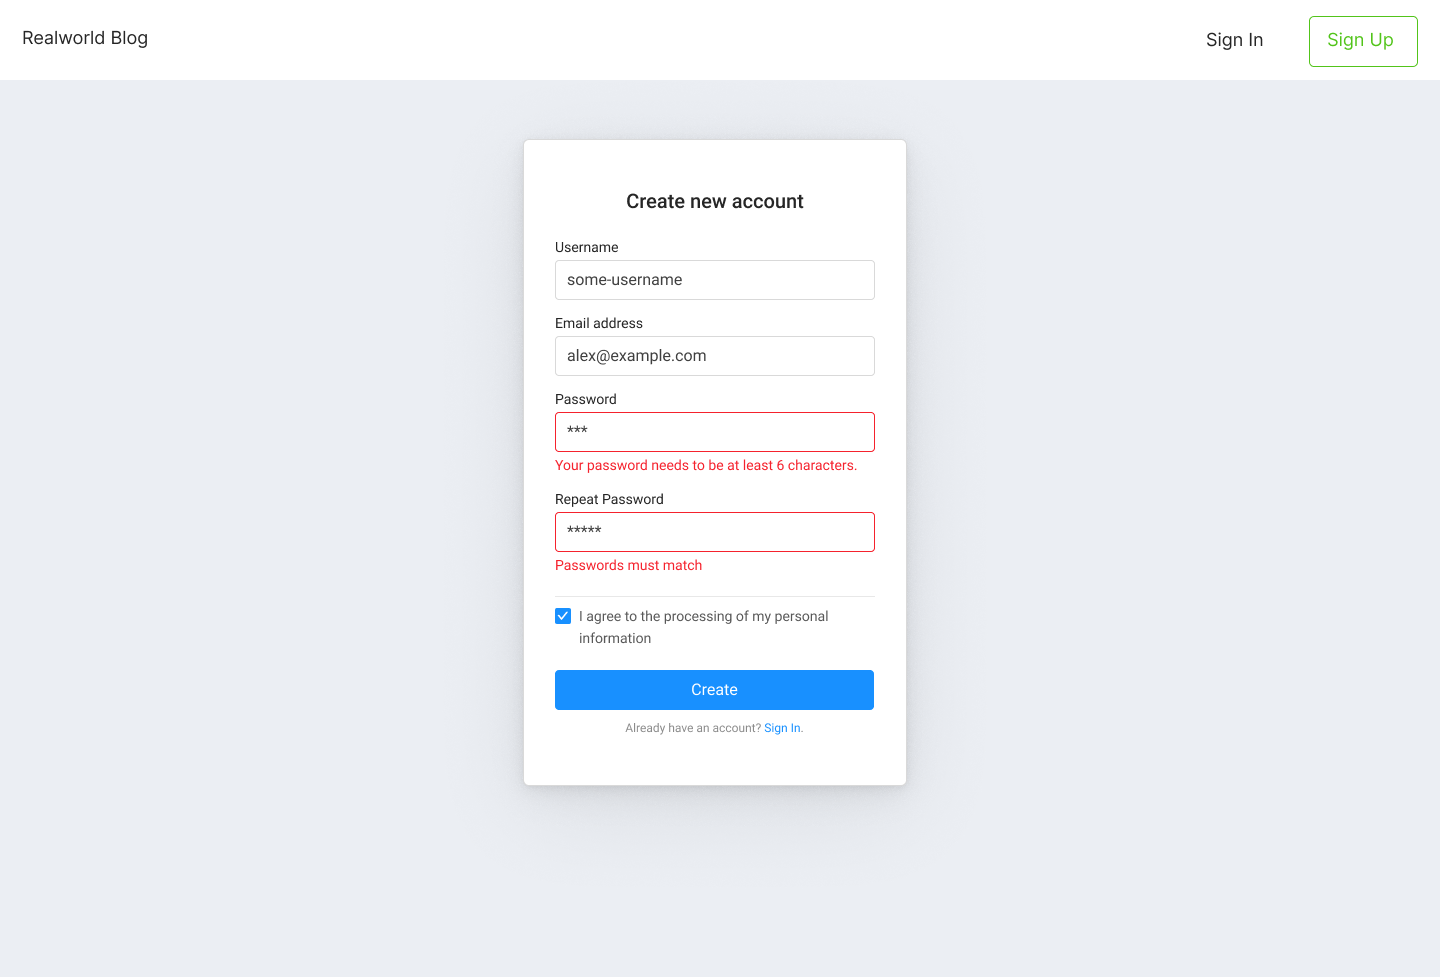 Realworld Blog
Sign In
Sign Up
Create new account
Username
some-username
Email address
alex@example.com
Password
***
Your password needs to be at least 6 characters.
Repeat Password
*****
Passwords must match
I agree to the processing of my personal
information
Create
Already have an account? Sign In.